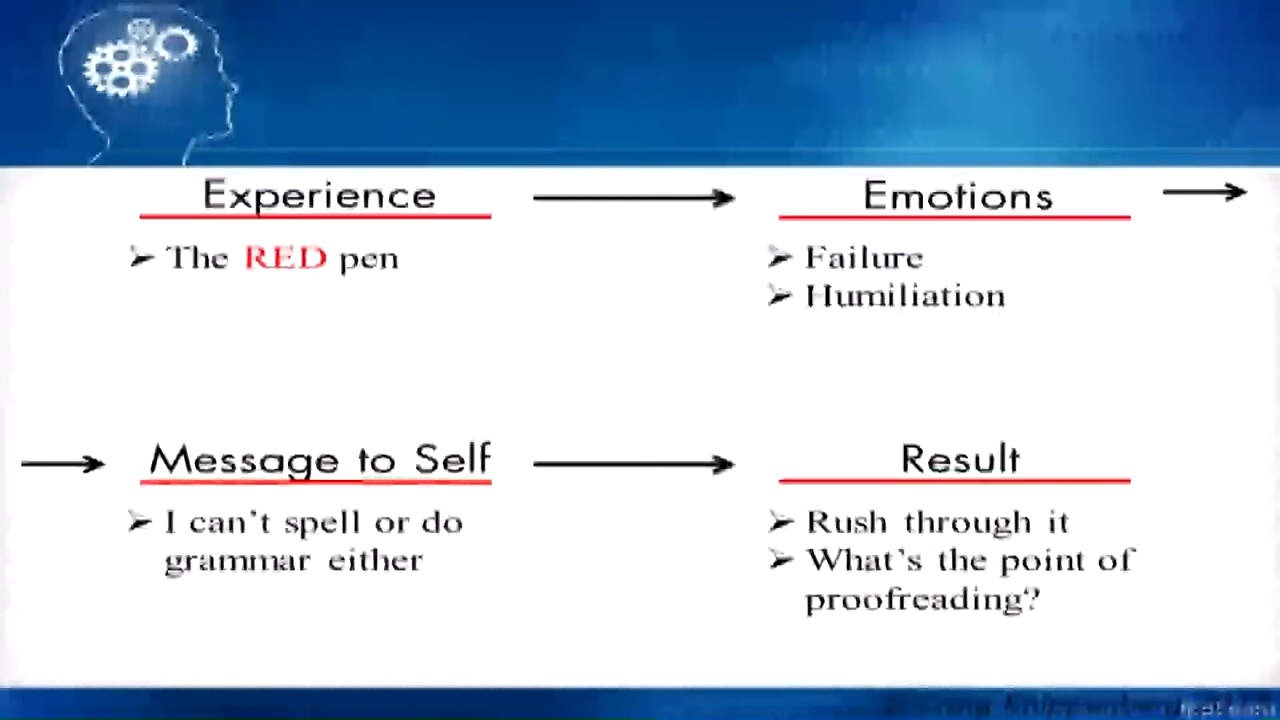 Experience
Emotions
The RED pen
Failure
Humiliation
Message to Self
Result
I can't spell or do
grammar either
Rush through it
What's the point of
proofreading?